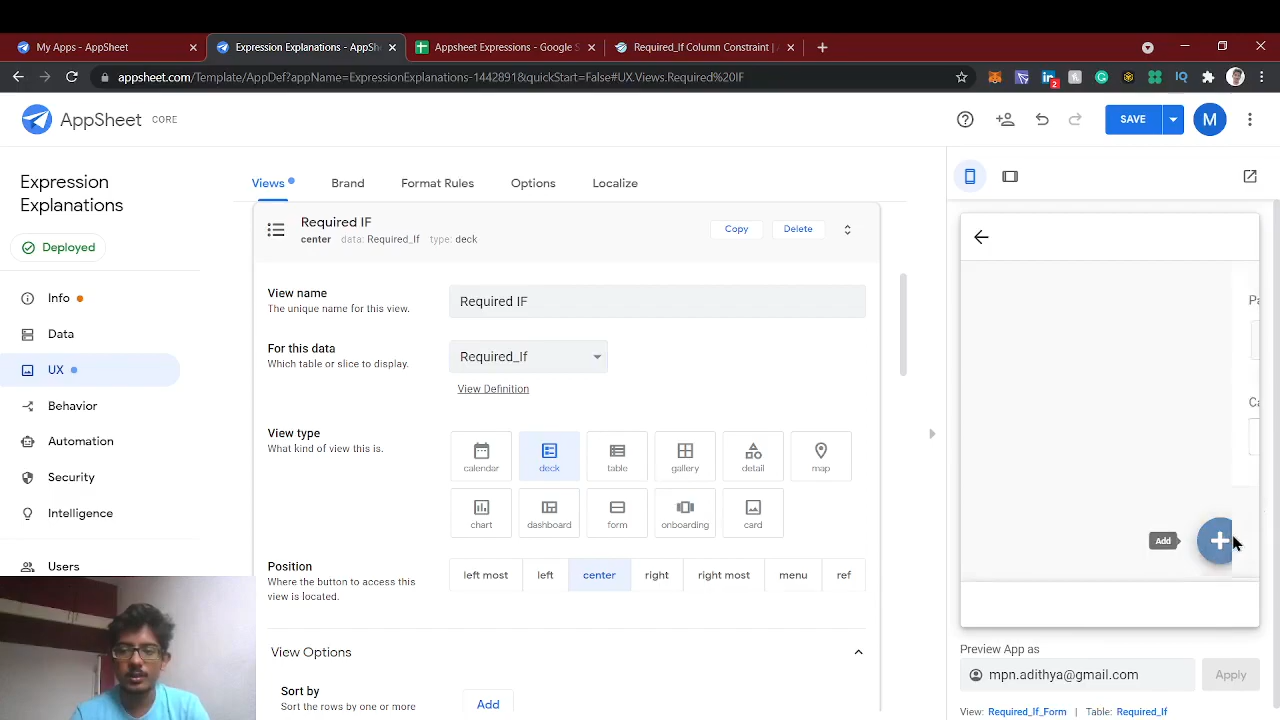 My Apps - AppSheet
Expression Explanations - AppSh
Appsheet Expressions - Google S
Required_If Column Constraint |
appsheet.com/Template/AppDef?appName=ExpressionExplanations-14428918&quickStart=False#UX.Views.Required%20IF
2
IQ
AppSheet CORE
SAVE
M
Expression Explanations
Deployed
Info
Data
UX
Behavior
Automation
Security
Intelligence
Users
Views
Brand
Format Rules
Options
Localize
Required IF
center data: Required_If type: deck
Copy
Delete
View name
The unique name for this view.
Required IF
For this data
Which table or slice to display.
Required_If
View Definition
View type
What kind of view this is.
calendar
deck
table
gallery
detail
map
chart
dashboard
form
onboarding
card
Position
Where the button to access this view is located.
left most
left
center
right
right most
menu
ref
View Options
Sort by
Sort the rows by one or more
Add
Pa
Ca
Add
Preview App as
mpn.adithya@gmail.com
Apply
View: Required_If_Form | Table: Required_If